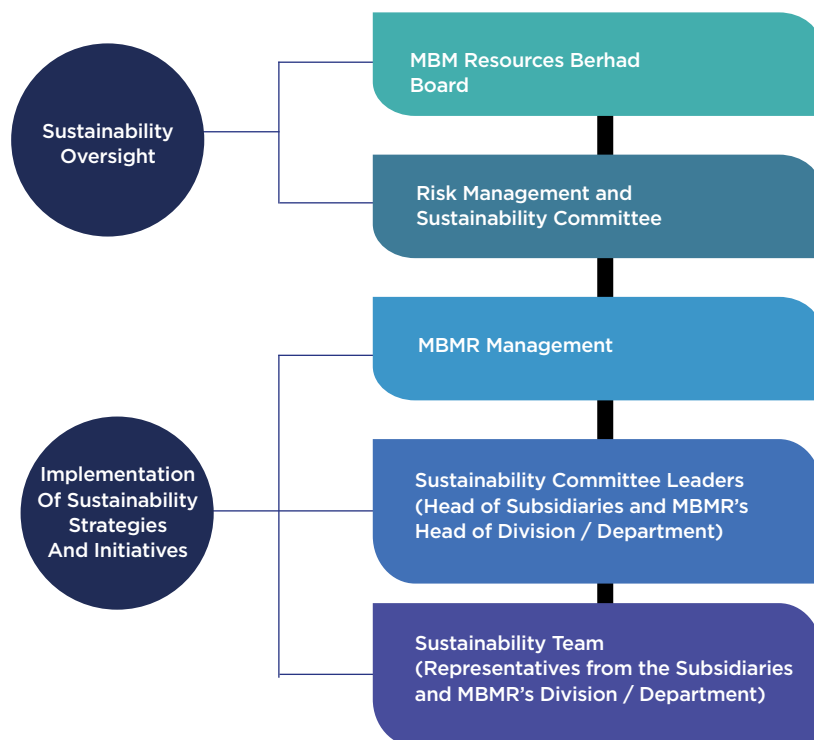 Sustainability
Oversight
MBM Resources Berhad
Board
Risk Management and
Sustainability Committee
Implementation
Of Sustainability
Strategies
And Initiatives
MBMR Management
Sustainability Committee Leaders
(Head of Subsidiaries and MBMR's
Head of Division / Department)
Sustainability Team
(Representatives from the Subsidiaries
and MBMR's Division / Department)